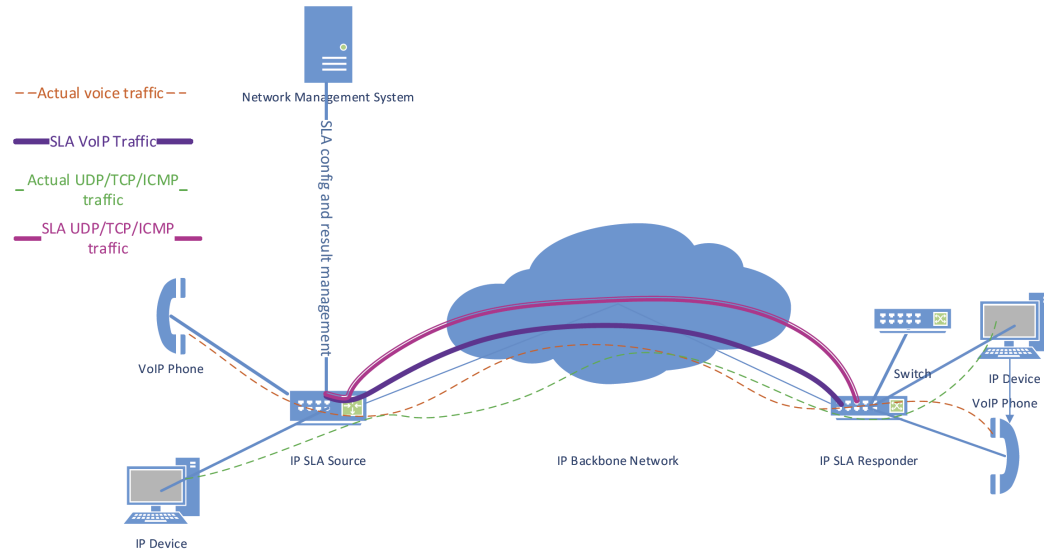 Network Management System
Actual voice traffic
SLA VoIP Traffic
Actual UDP/TCP/ICMP
traffic
SLA UDP/TCP/ICMP
traffic
SLA config and result management
VoIP Phone
Switch
IP Device
VoIP Phone
IP SLA Source
IP Backbone Network
IP SLA Responder
IP Device